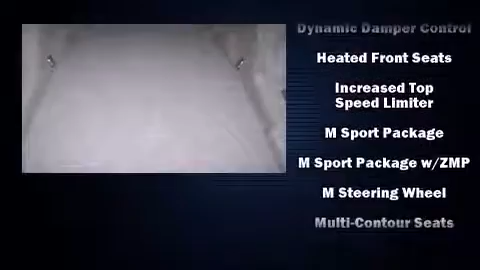 Dynamic Damper Control
Heated Front Seats
Increased Top
Speed Limiter
M Sport Package
M Sport Package w/ZMP
M Steering Wheel
Multi-Contour Seats